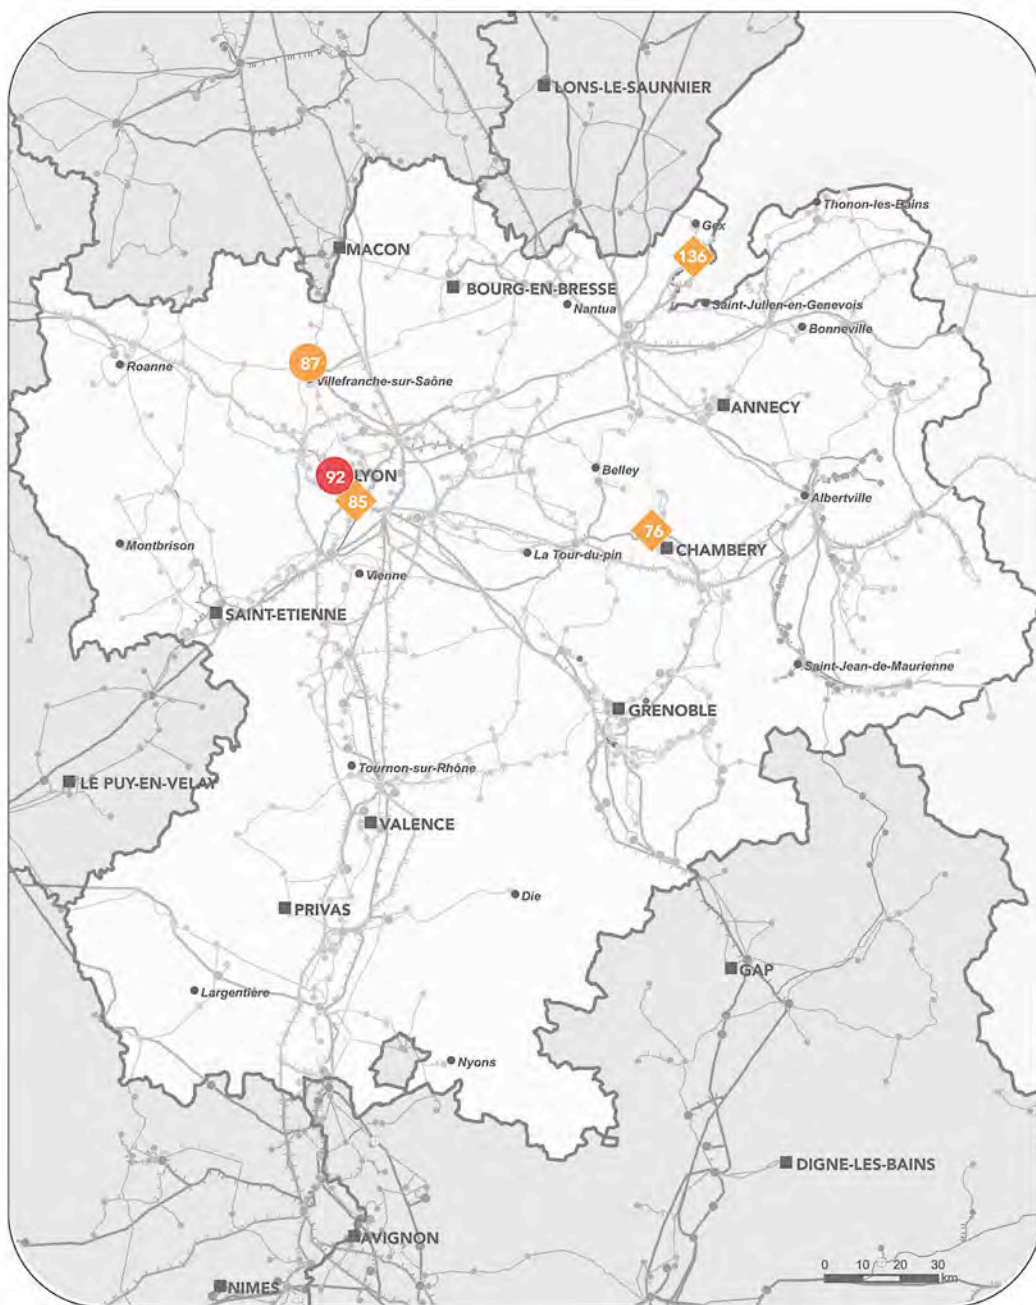 LONS-LE-SAUNNIER
Thonon-les-Bains
Gex
MACON
136
BOURG-EN-BRESSE
Nantua
Saint-Julien-en-Genevois
Bonneville
87
Roanne
Villefranche-sur-Saône
ANNECY
92
LYON
Belley
85
Albertville
76
Montbrison
La Tour-du-pin
CHAMBERY
Vienne
SAINT-ETIENNE
Saint-Jean-de-Maurienne
GRENOBLE
Tournon-sur-Rhône
LE PUY-EN-VELAY
VALENCE
Die
PRIVAS
GAP
Largentière
Nyons
DIGNE-LES-BAINS
AVIGNON
0 10 20 30
km
NIMES